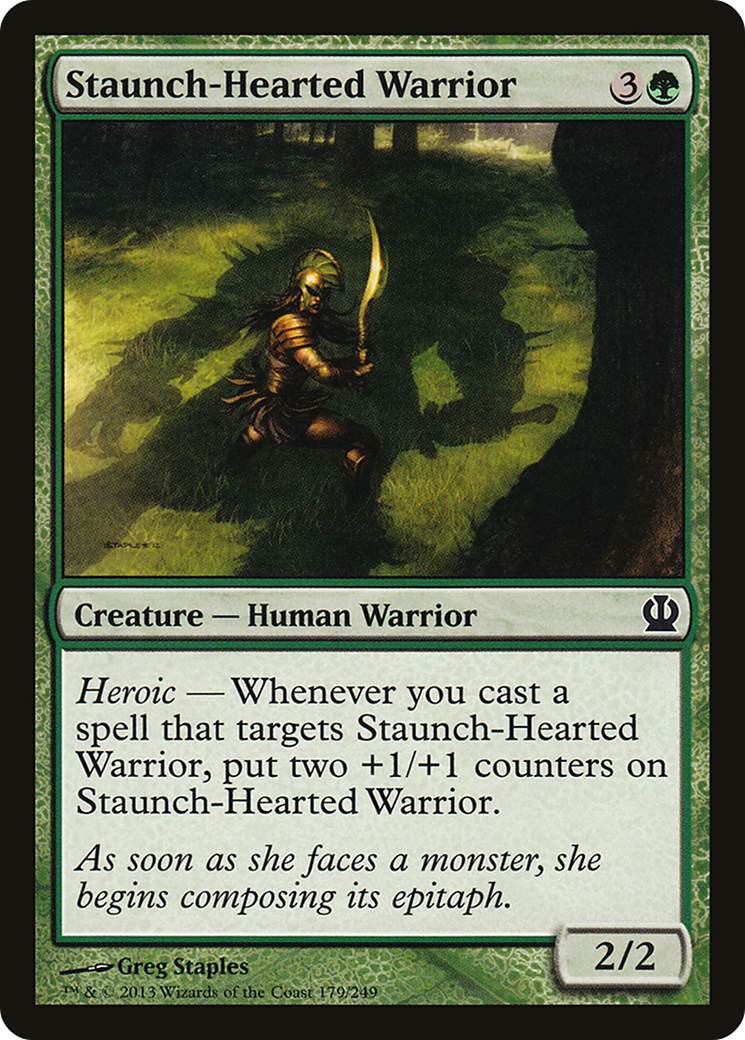 Staunch-Hearted Warrior 3
STAPLES 12
Creature — Human Warrior
Heroic — Whenever you cast a
spell that targets Staunch-Hearted
Warrior, put two +1/+1 counters on
Staunch-Hearted Warrior.
As soon as she faces a monster, she
begins composing its epitaph.
2/2
Greg Staples
™ & © 2013 Wizards of the Coast 179/249